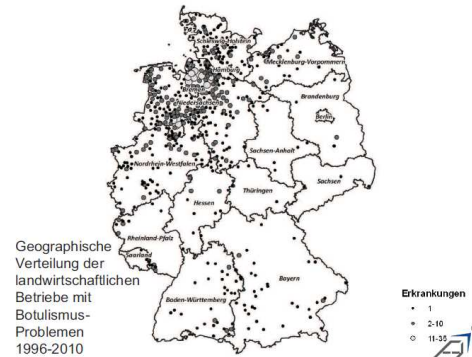 Schleswig-Holstein
Mecklenburg-Vorpommern
Hamburg
Bremen
Niedersachsen
Brandenburg
Berlin
Sachsen-Anhalt
Nordrhein-Westfalen
Sachsen
Thüringen
Hessen
Rheinland-Pfalz
Saarland
Bayern
Baden-Württemberg
Geographische
Verteilung der
landwirtschaftlichen
Betriebe mit
Botulismus-
Problemen
1996-2010
Erkrankungen
1
2-10
11-35